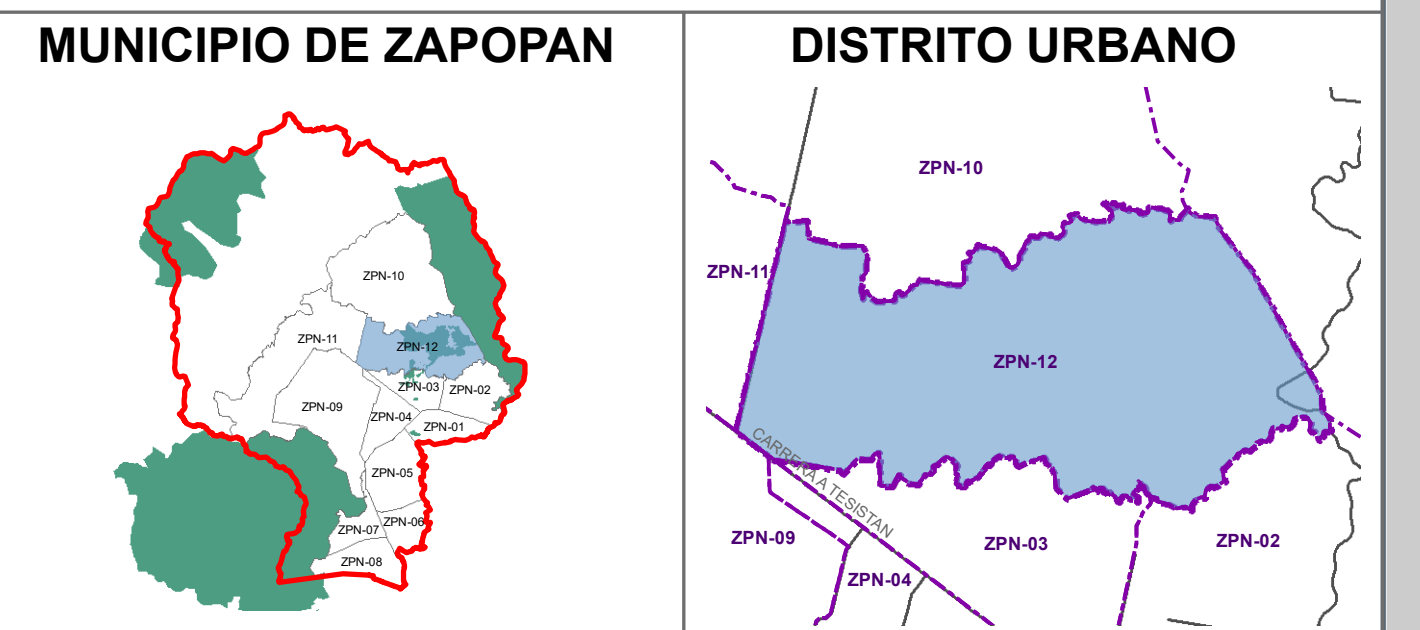 MUNICIPIO DE ZAPOPAN
ZPN-10
ZPN-11
ZPN-12
ZPN-03
ZPN-02
ZPN-09
ZPN-04
ZPN-01
ZPN-05
ZPN-06
ZPN-07
ZPN-08
DISTRITO URBANO
ZPN-10
ZPN-11
ZPN-12
CARRERA A TESISTAN
ZPN-09
ZPN-03
ZPN-02
ZPN-04